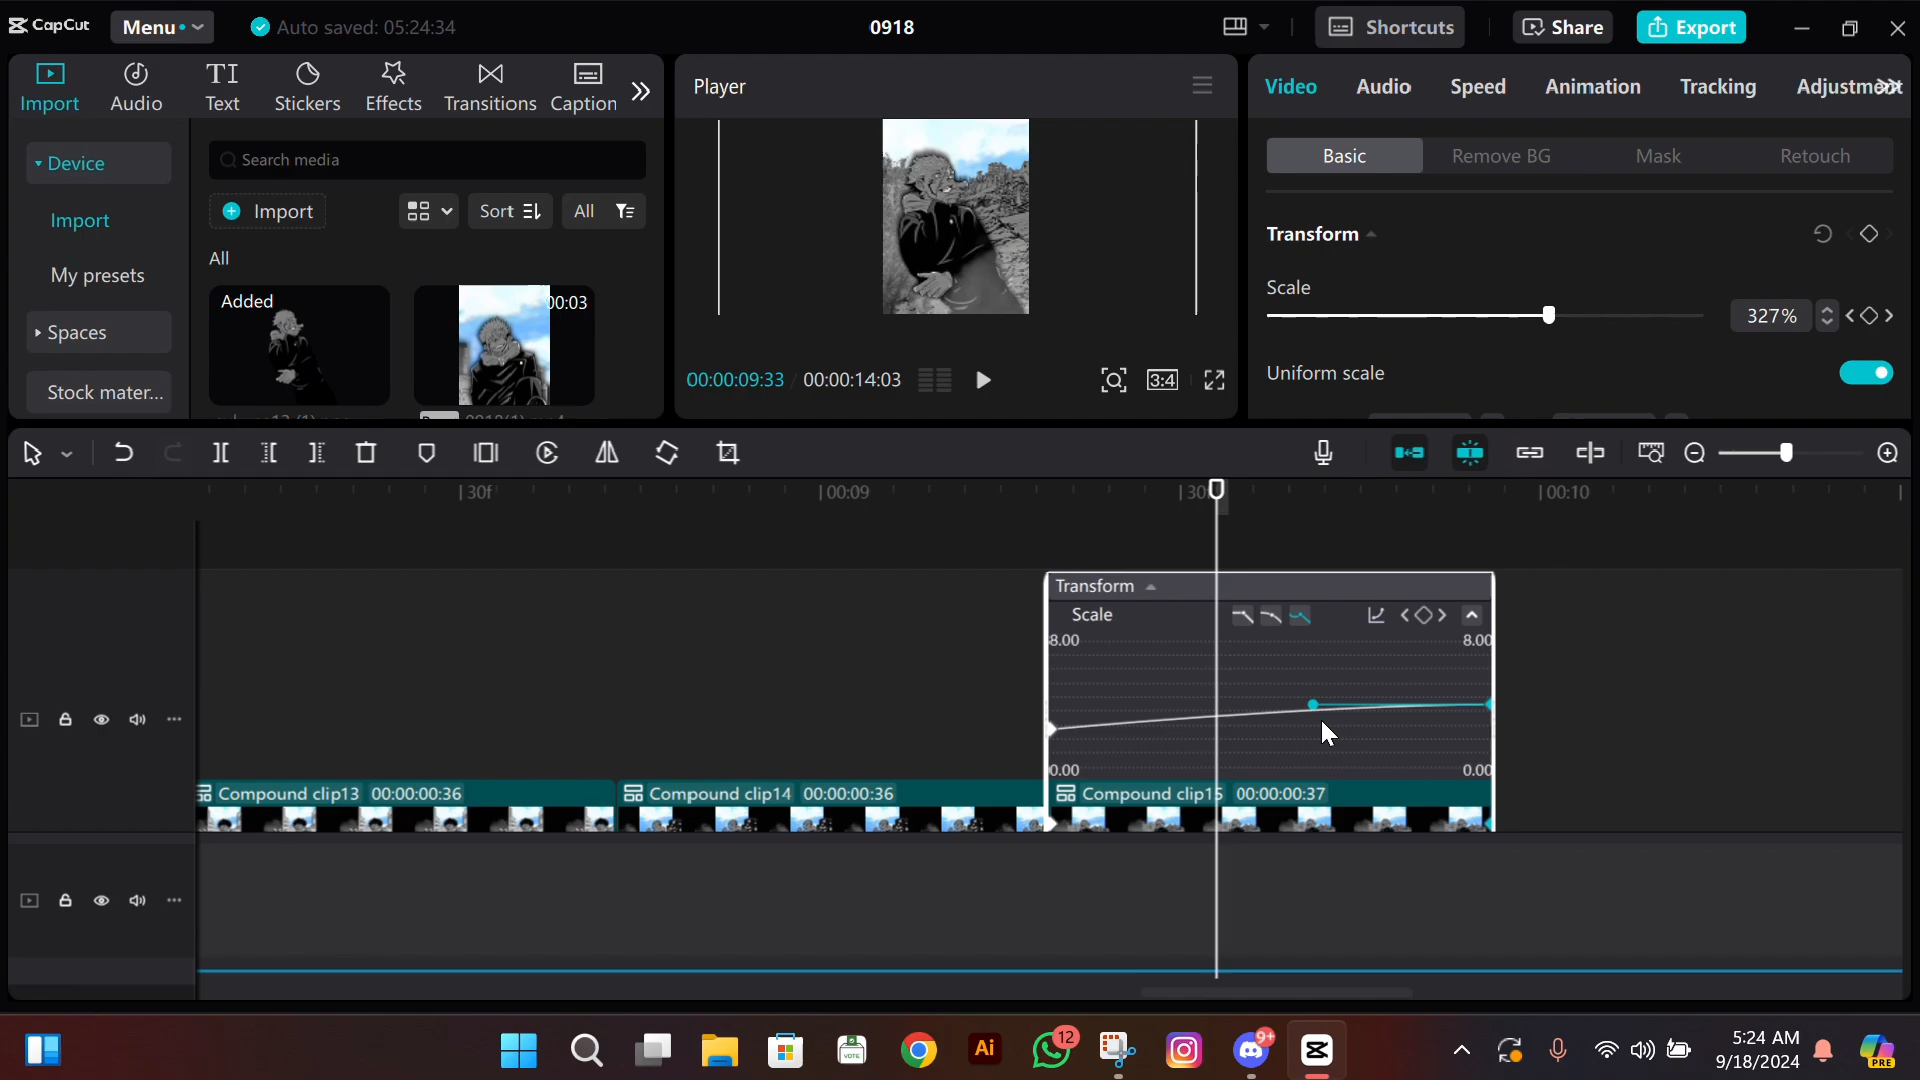 CapCut Menu Auto saved: 05:24:34 0918 Shortcuts Share Export
Import Audio Text Stickers Effects Transitions Caption
Player
Video Audio Speed Animation Tracking Adjustment
Device
Import
My presets
Spaces
Stock mater...
Search media
Import Sort All
All
Added
00:03
00:00:09:33 / 00:00:14:03 3:4
Basic Remove BG Mask Retouch
Transform
Scale
327%
Uniform scale
30f 00:09 30f 00:10
Transform
Scale
8.00 8.00
0.00 0.00
Compound clip13 00:00:00:36 Compound clip14 00:00:00:36 Compound clip15 00:00:00:37
VOTE Ai 12 9+ PRE
5:24 AM
9/18/2024